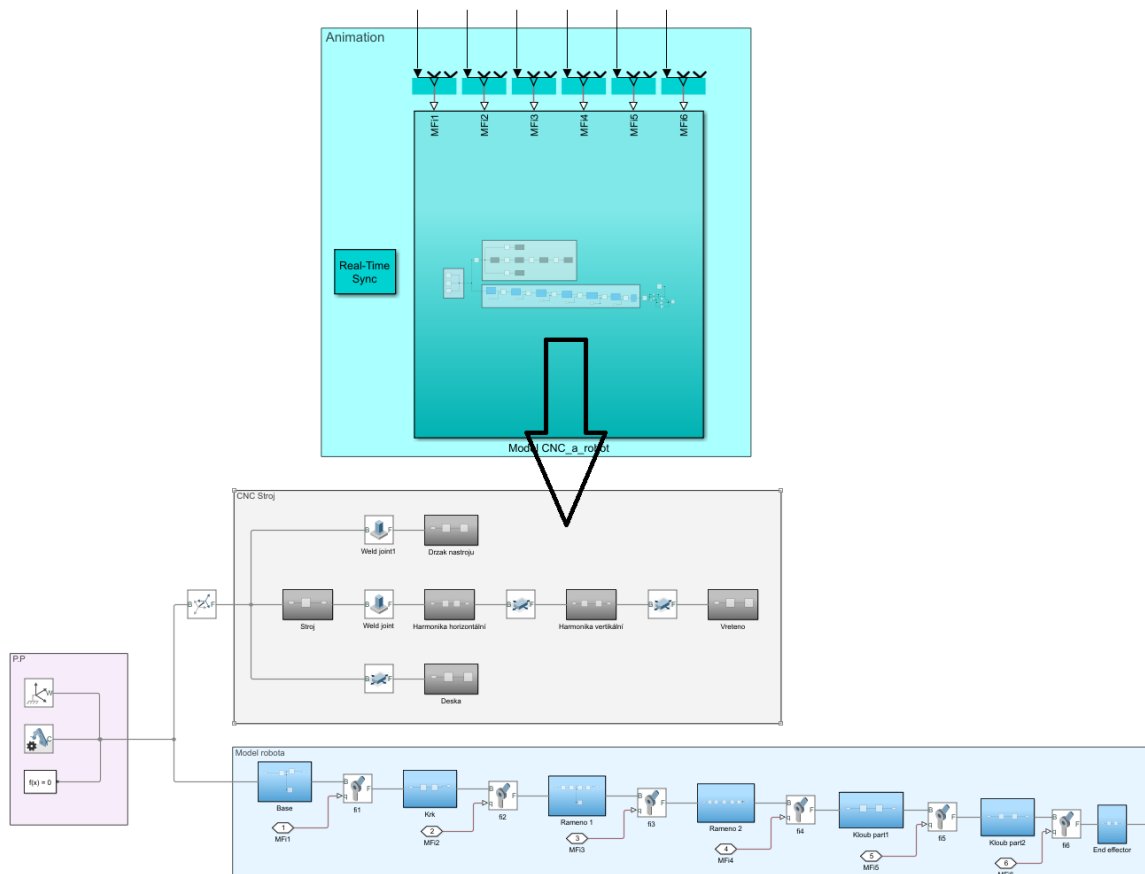 Animation
MFi1
MFi2
MFi3
MFi4
MFi5
MFi6
Real-Time
Sync
Model CNC_a_robot
CNC Stroj
B F
Weld joint1
Drzak nastroju
B F
Stroj
B F
Weld joint
Harmonika horizontální
B F
Harmonika vertikální
B F
Vreteno
B F
Deska
P.P
W
C
f(x) = 0
Model robota
Base
B F
q
fi1
1
MFi1
Krk
B F
q
fi2
2
MFi2
Rameno 1
B F
q
fi3
3
MFi3
Rameno 2
B F
q
fi4
4
MFi4
Kloub part1
B F
q
fi5
5
MFi5
Kloub part2
B F
q
fi6
6
MFi6
End effector